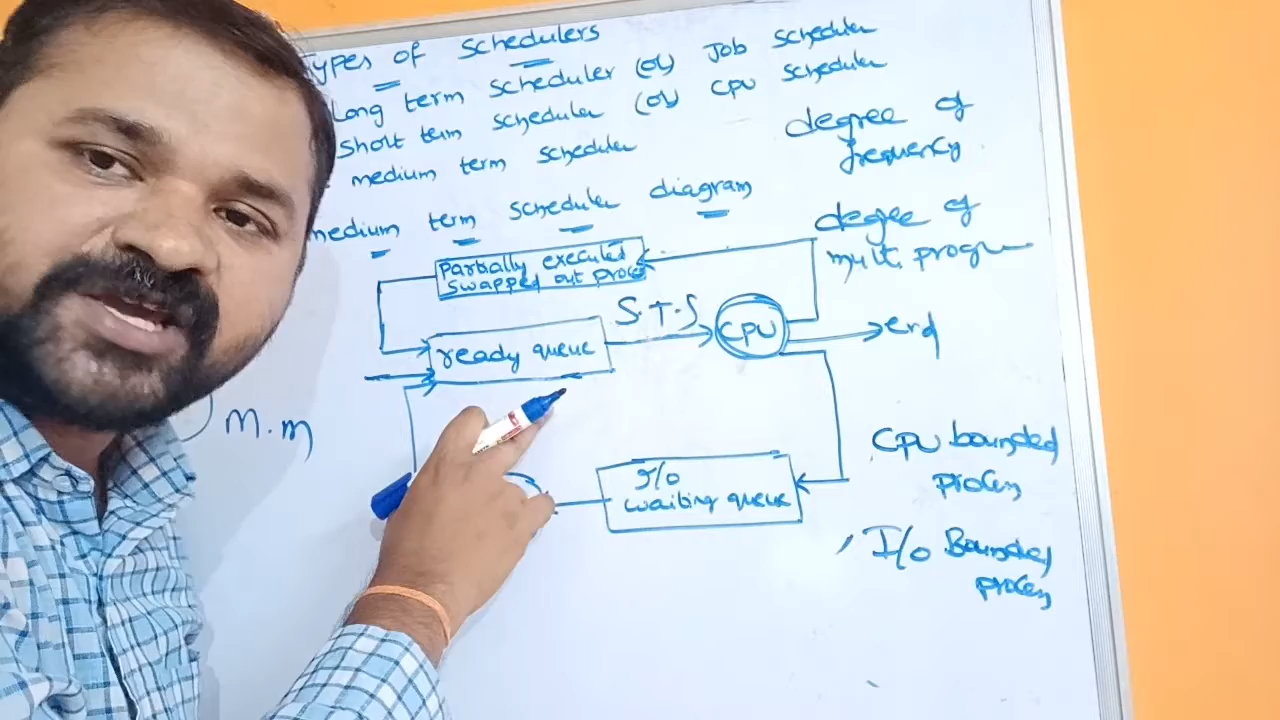 Types of schedulers
Long term scheduler (or) Job scheduler
short term scheduler (or) CPU scheduler
medium term scheduler
degree of
frequency
medium term scheduler diagram
degree of
multi progr
partially executed
swapped out proces
S.T.S
CPU
end
ready queue
M.M
I/O
waiting queue
CPU bounded
process
I/O Bounded
process